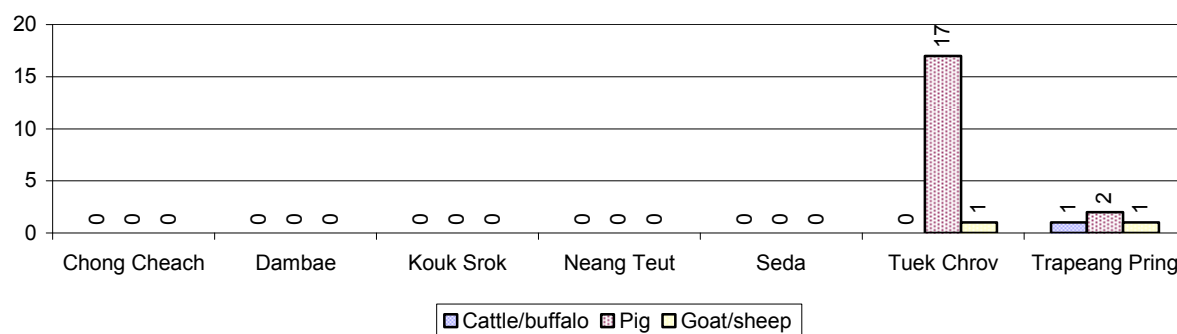 20
15
10
5
0
0 0 0 0 0 0 0 0 0 0 0 0 0 0 0 0 17 1 1 2 1
Chong Cheach Dambae Kouk Srok Neang Teut Seda Tuek Chrov Trapeang Pring
Cattle/buffalo Pig Goat/sheep